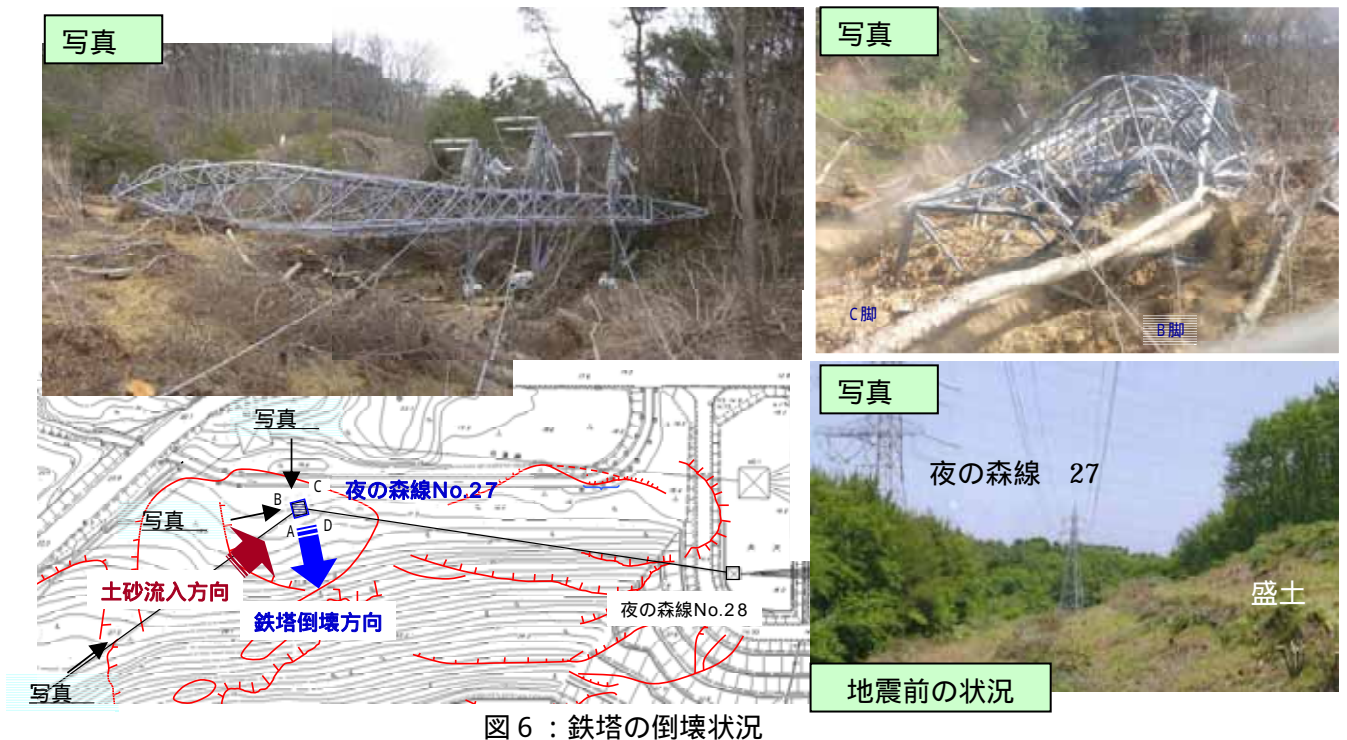 写真
写真
C脚
B脚
写真
夜の森線 27
盛土
地震前の状況
写真
C
B
夜の森線No.27
写真
A
D
土砂流入方向
鉄塔倒壊方向
夜の森線No.28
写真
図6：鉄塔の倒壊状況